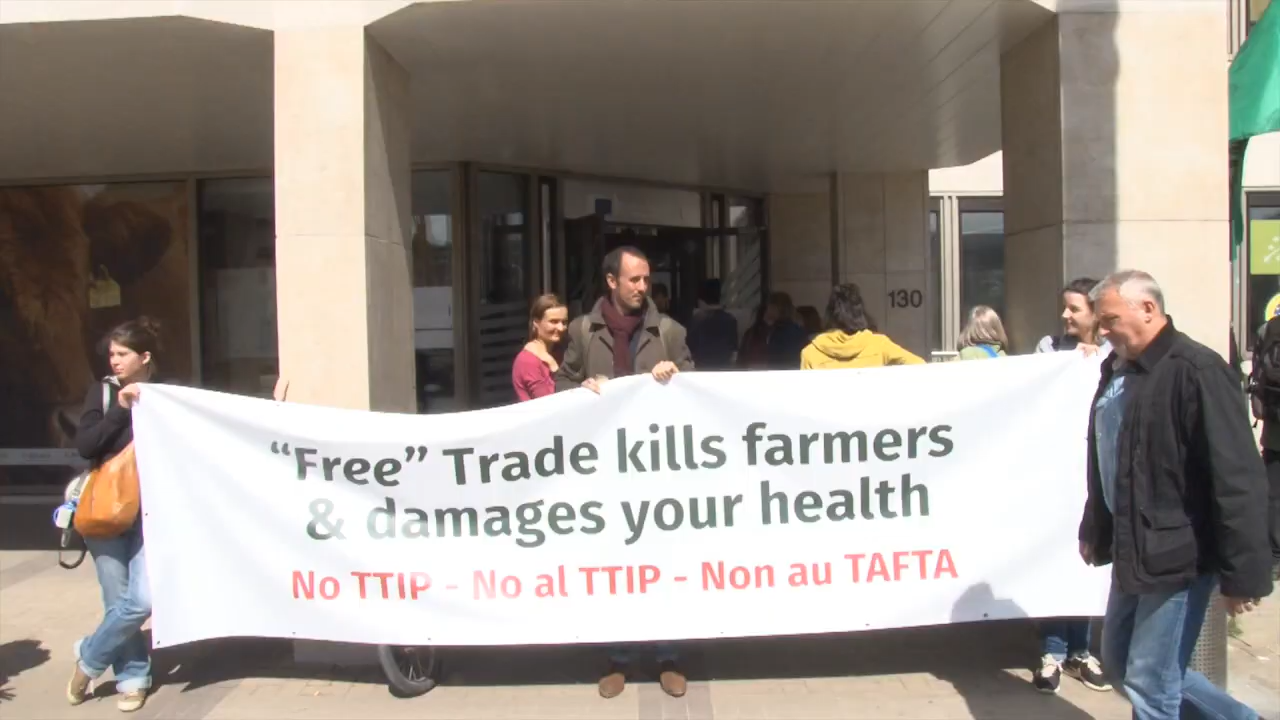 130
“Free” Trade kills farmers
& damages your health
No TTIP - No al TTIP - Non au TAFTA